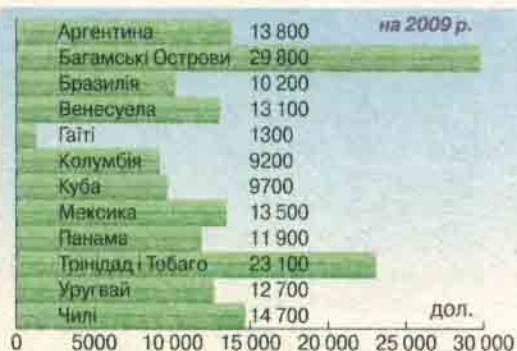 на 2009 р.
Аргентина 13 800
Багамські Острови 29 800
Бразилія 10 200
Венесуела 13 100
Гаїті 1300
Колумбія 9200
Куба 9700
Мексика 13 500
Панама 11 900
Трінідад і Тобаго 23 100
Уругвай 12 700
Чилі 14 700
дол.
0 5000 10 000 15 000 20 000 25 000 30 000